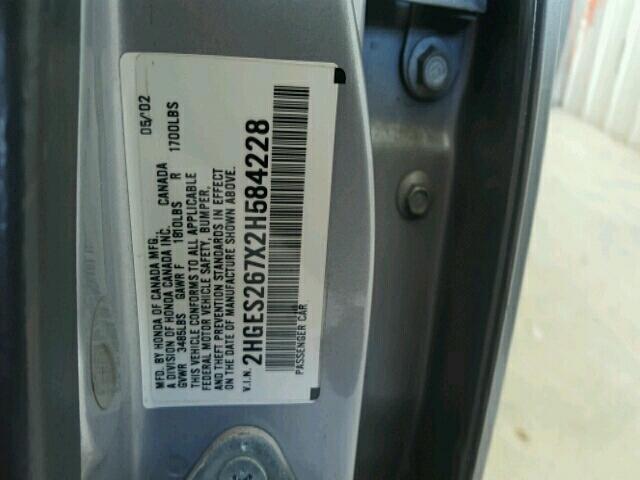 MFD. BY HONDA OF CANADA MFG. 05/'02
A DIVISION OF HONDA CANADA INC. CANADA
GVWR 3485LBS GAWR F 1810LBS R 1700LBS
THIS VEHICLE CONFORMS TO ALL APPLICABLE
FEDERAL MOTOR VEHICLE SAFETY, BUMPER,
AND THEFT PREVENTION STANDARDS IN EFFECT
ON THE DATE OF MANUFACTURE SHOWN ABOVE.
V.I.N. 2HGES267X2H584228
PASSENGER CAR